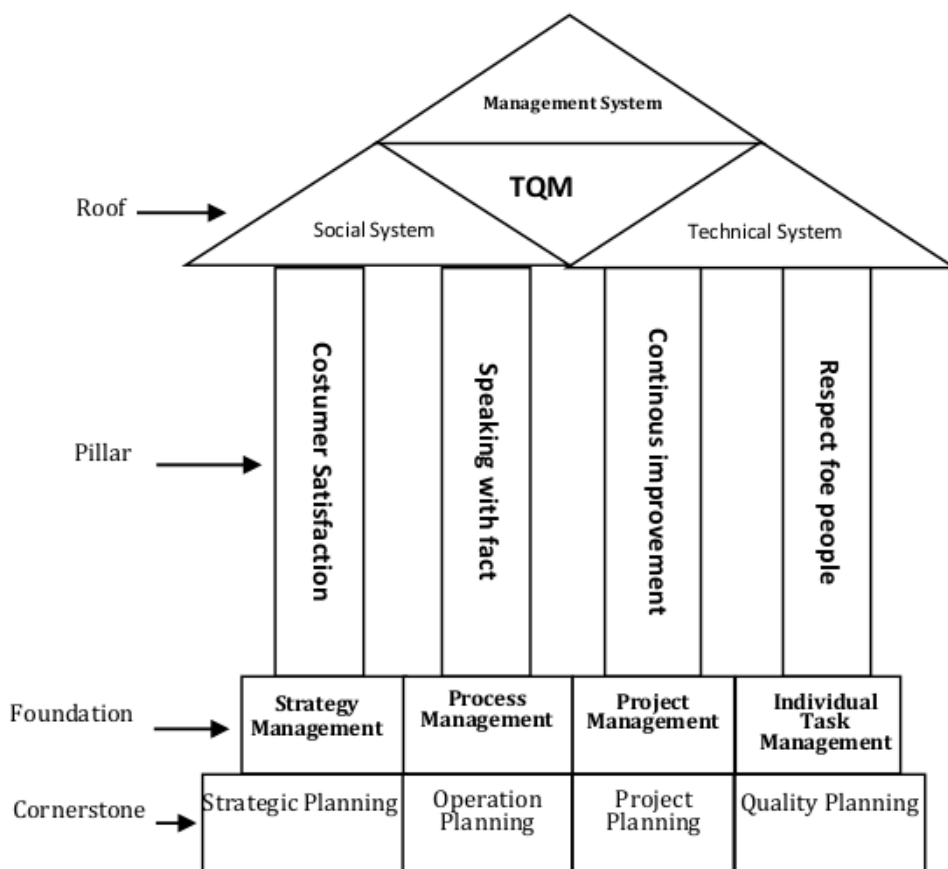 Management System
TQM
Roof
Social System
Technical System
Pillar
Costumer Satisfaction
Speaking with fact
Continous improvement
Respect foe people
Foundation
Strategy
Management
Process
Management
Project
Management
Individual
Task
Management
Cornerstone
Strategic Planning
Operation
Planning
Project
Planning
Quality Planning